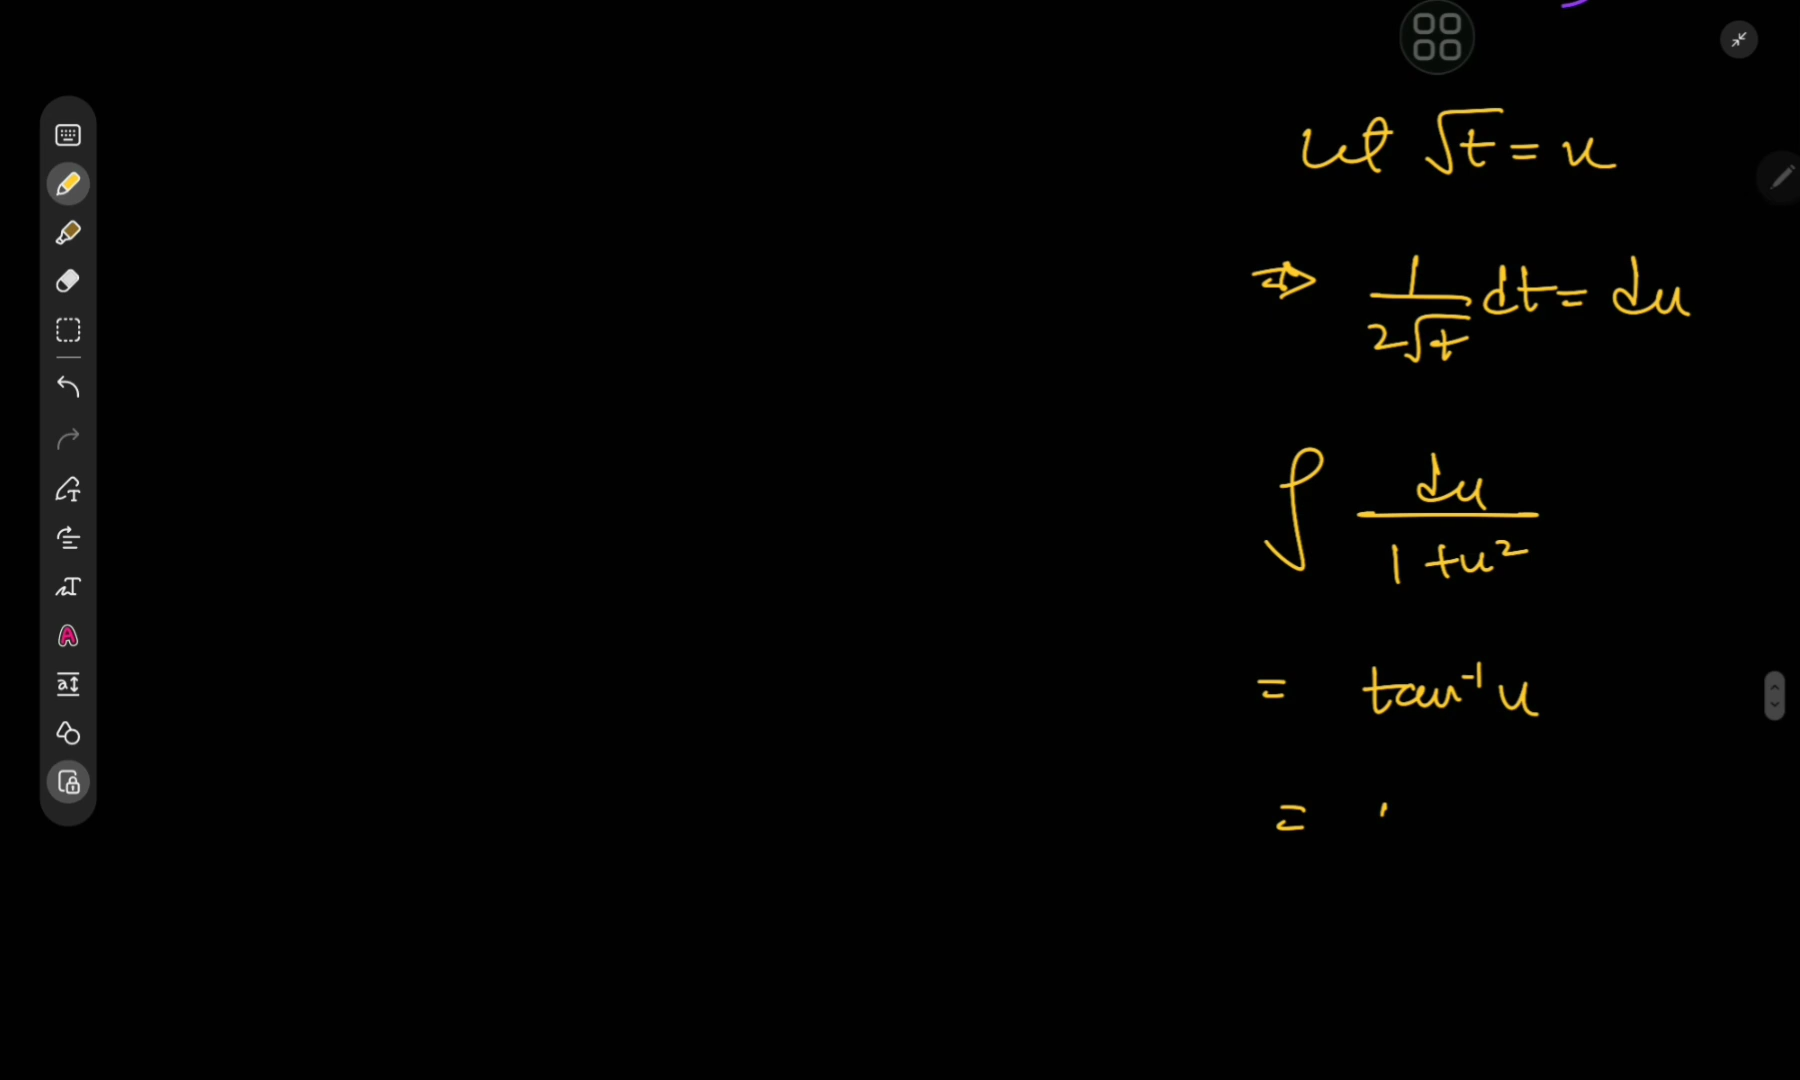 let √t = u
⇒ 1/(2√t) dt = du
∫ du/(1+u²)
= tan⁻¹ u
=